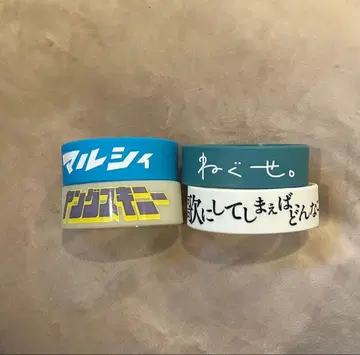 マルシィ
ヤングスキニー
ねぐせ。
歌にしてしまえばどんな